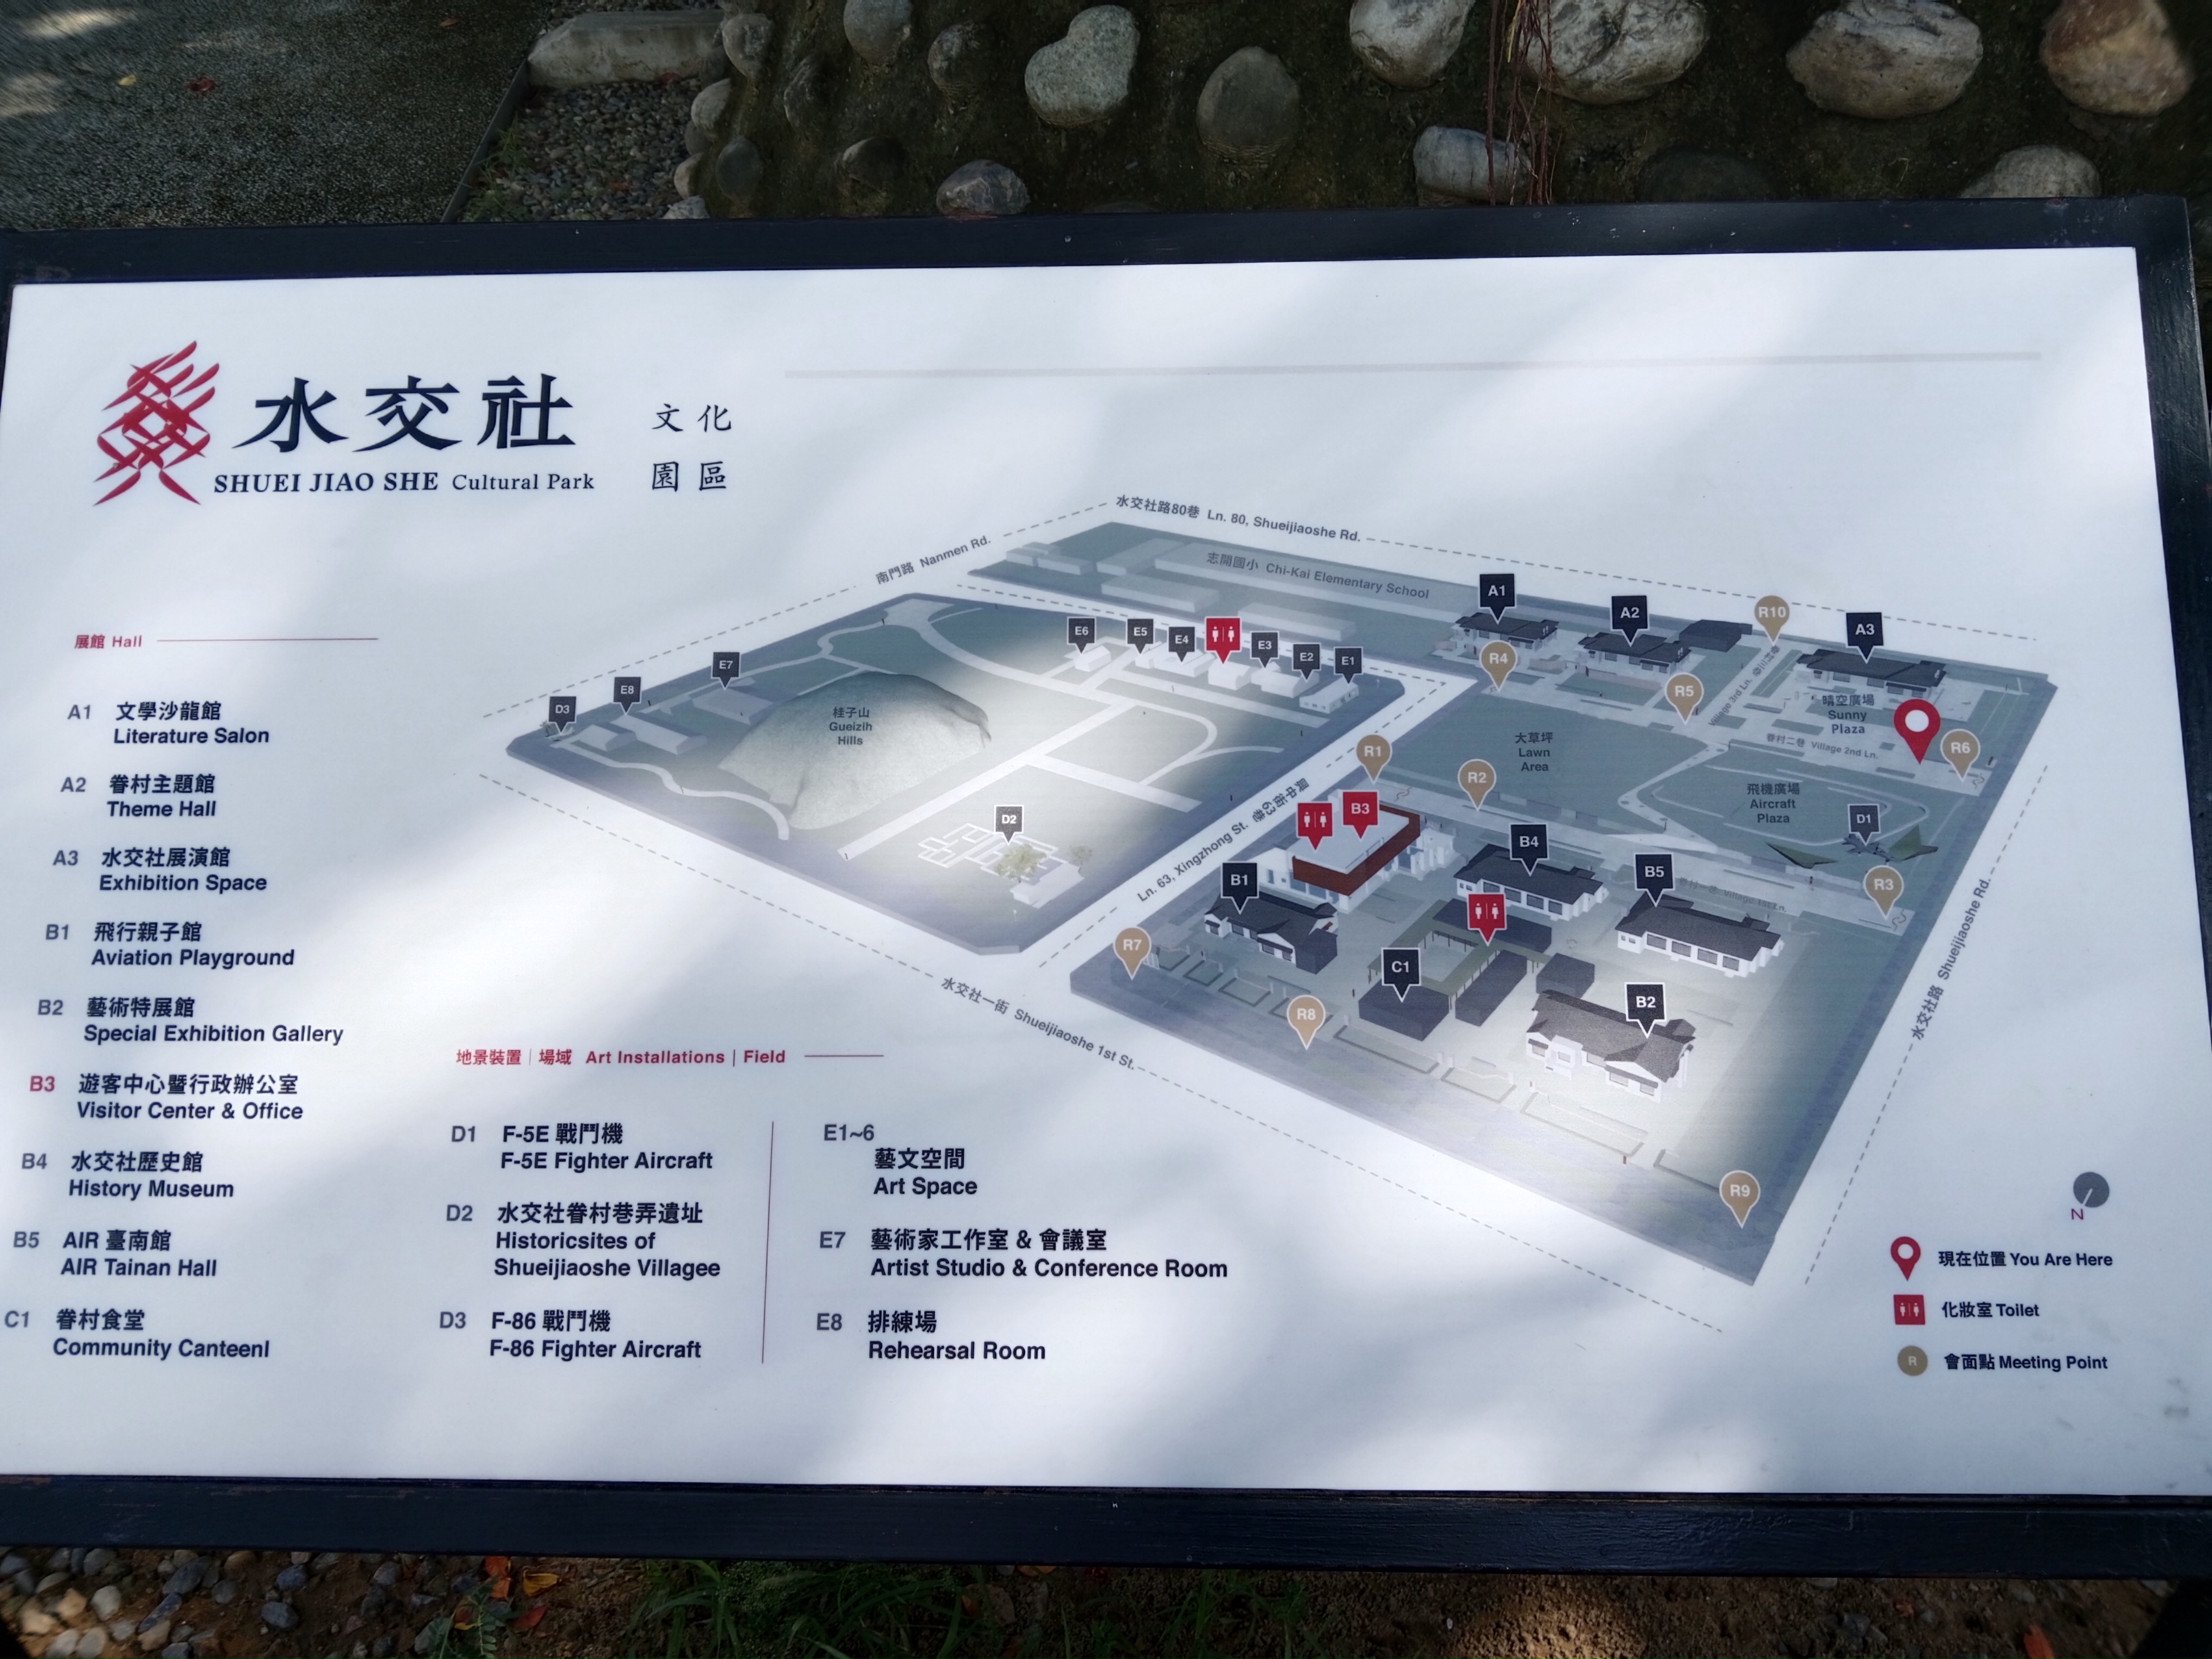 水交社
SHUEI JIAO SHE Cultural Park
文化
園區
展館 Hall
A1 文學沙龍館
Literature Salon
A2 眷村主題館
Theme Hall
A3 水交社展演館
Exhibition Space
B1 飛行親子館
Aviation Playground
B2 藝術特展館
Special Exhibition Gallery
B3 遊客中心暨行政辦公室
Visitor Center & Office
B4 水交社歷史館
History Museum
B5 AIR 臺南館
AIR Tainan Hall
C1 眷村食堂
Community Canteenl
地景裝置|場域 Art Installations | Field
D1 F-5E 戰鬥機
F-5E Fighter Aircraft
D2 水交社眷村巷弄遺址
Historicsites of
Shueijiaoshe Villagee
D3 F-86 戰鬥機
F-86 Fighter Aircraft
E1~6
藝文空間
Art Space
E7 藝術家工作室 & 會議室
Artist Studio & Conference Room
E8 排練場
Rehearsal Room
水交社路80巷 Ln. 80, Shueijiaoshe Rd.
南門路 Nanmen Rd.
志開國小 Chi-Kai Elementary School
A1
A2
R10
A3
E6
E5
E4
E3
E2
E1
R4
R5
E7
E8
D3
桂子山
Gueizih
Hills
Village 3rd Ln.
晴空廣場
Sunny
Plaza
眷村二巷 Village 2nd Ln.
R6
大草坪
Lawn
Area
R1
R2
飛機廣場
Aircraft
Plaza
D1
D2
B3
B4
B1
B5
R3
Ln. 63, Xingzhong St. 興中街63巷
R7
C1
B2
R8
R9
水交社一街 Shueijiaoshe 1st St.
水交社路 Shueijiaoshe Rd.
N
現在位置 You Are Here
化妝室 Toilet
R 會面點 Meeting Point